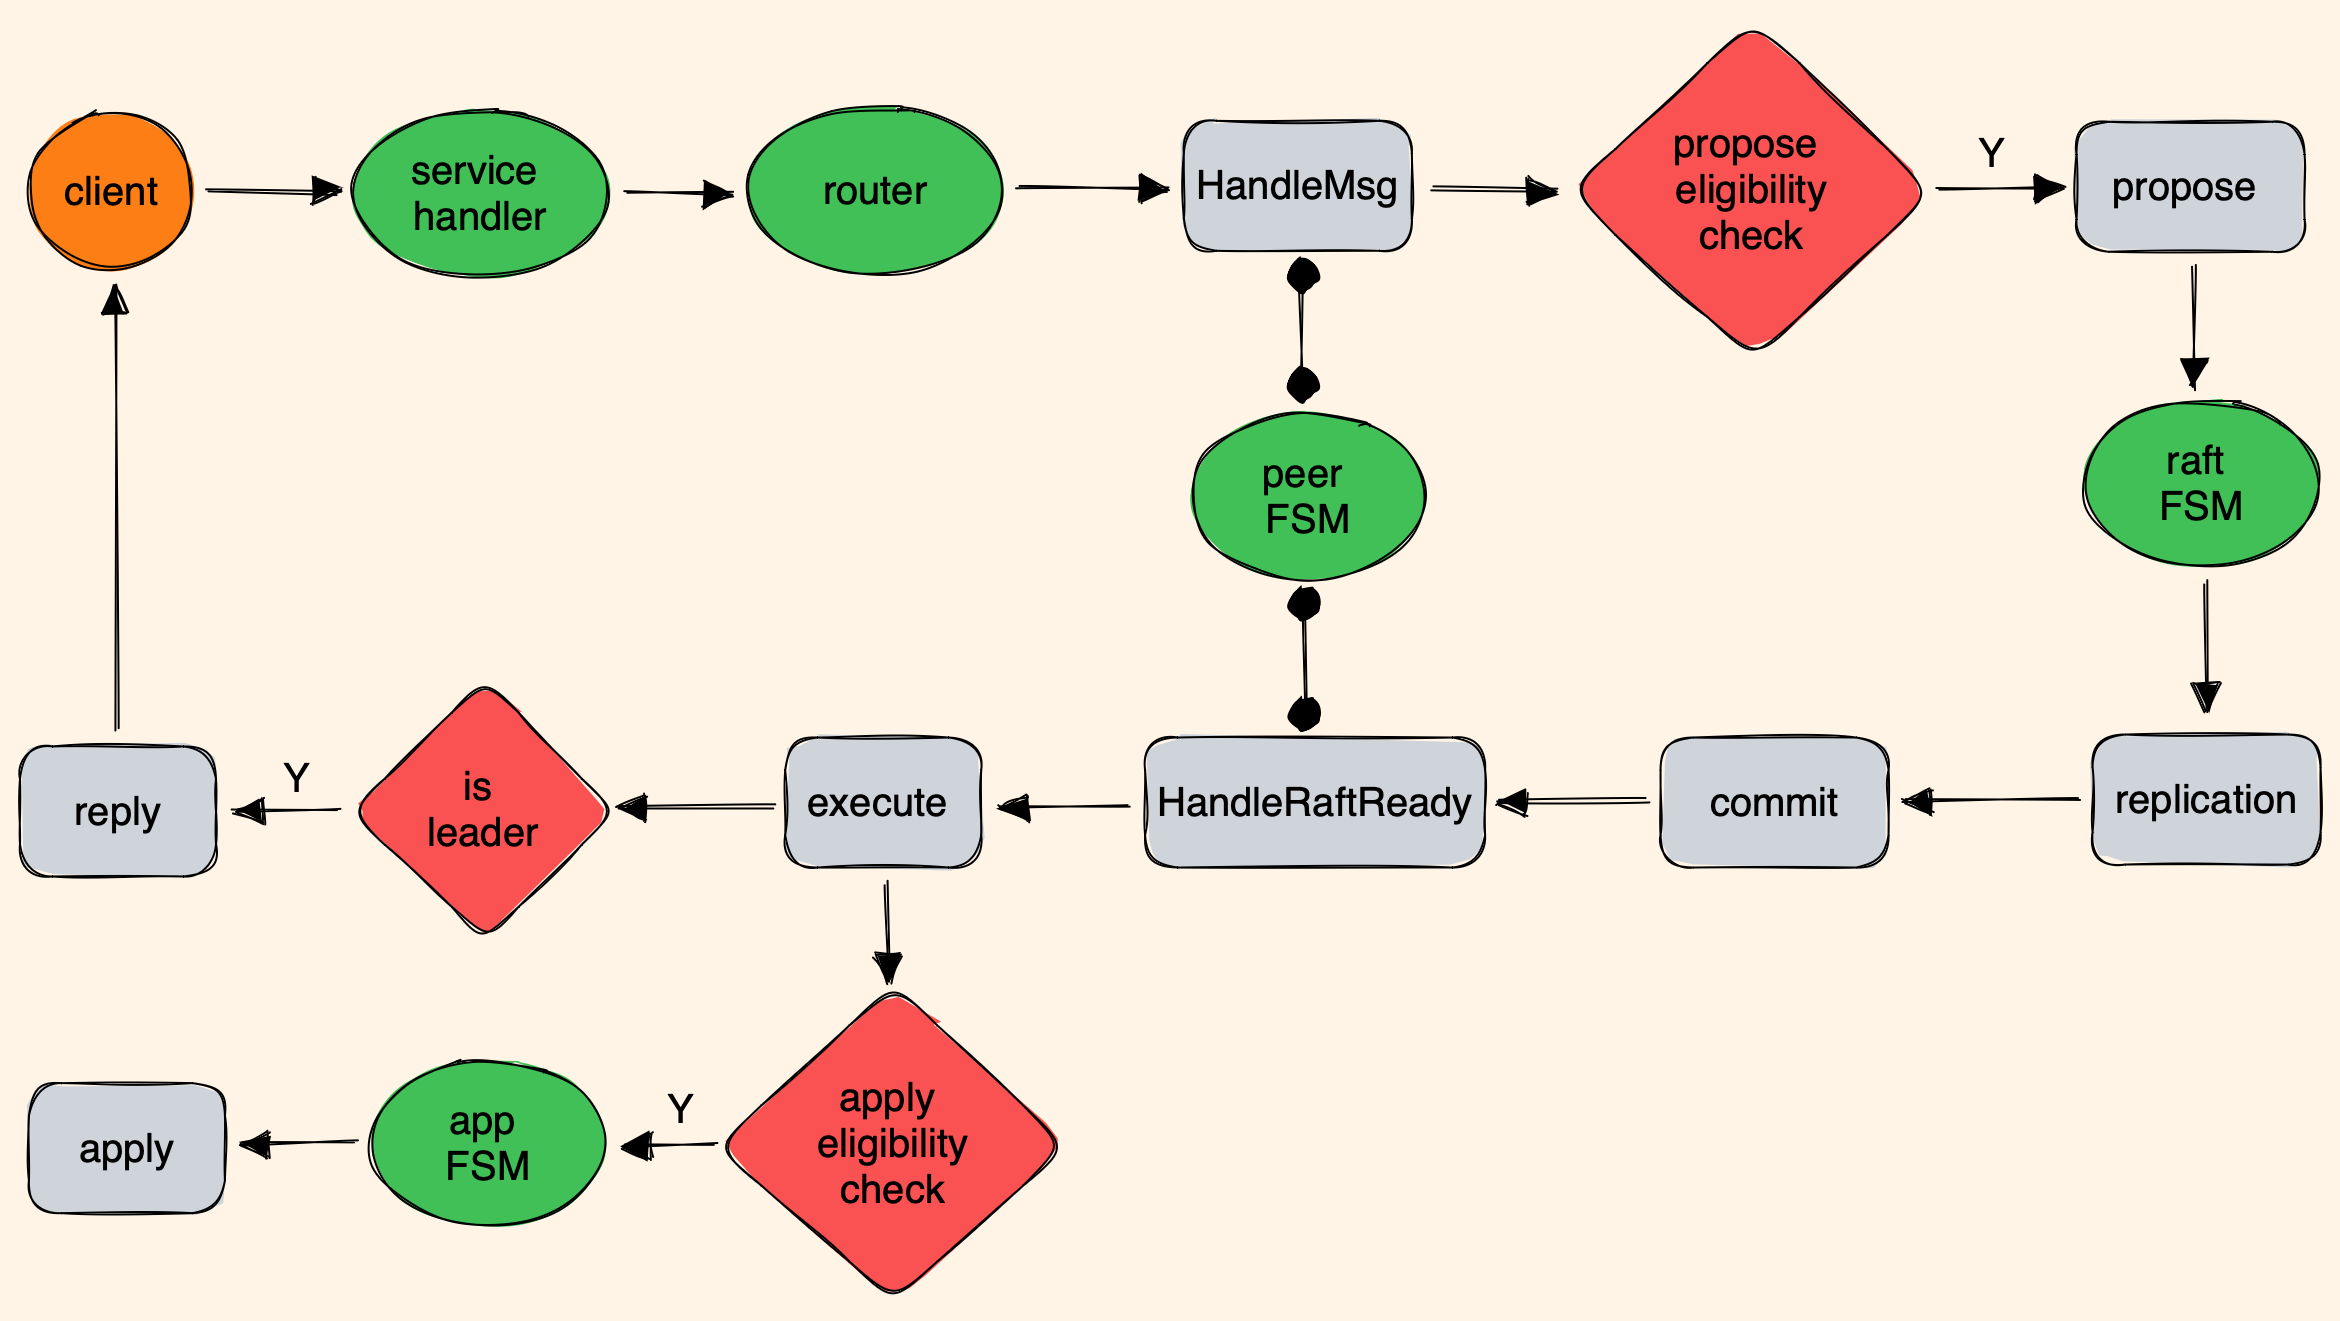 client
service
handler
router
HandleMsg
propose
eligibility
check
Y
propose
peer
FSM
raft
FSM
reply
Y
is
leader
execute
HandleRaftReady
commit
replication
apply
app
FSM
Y
apply
eligibility
check